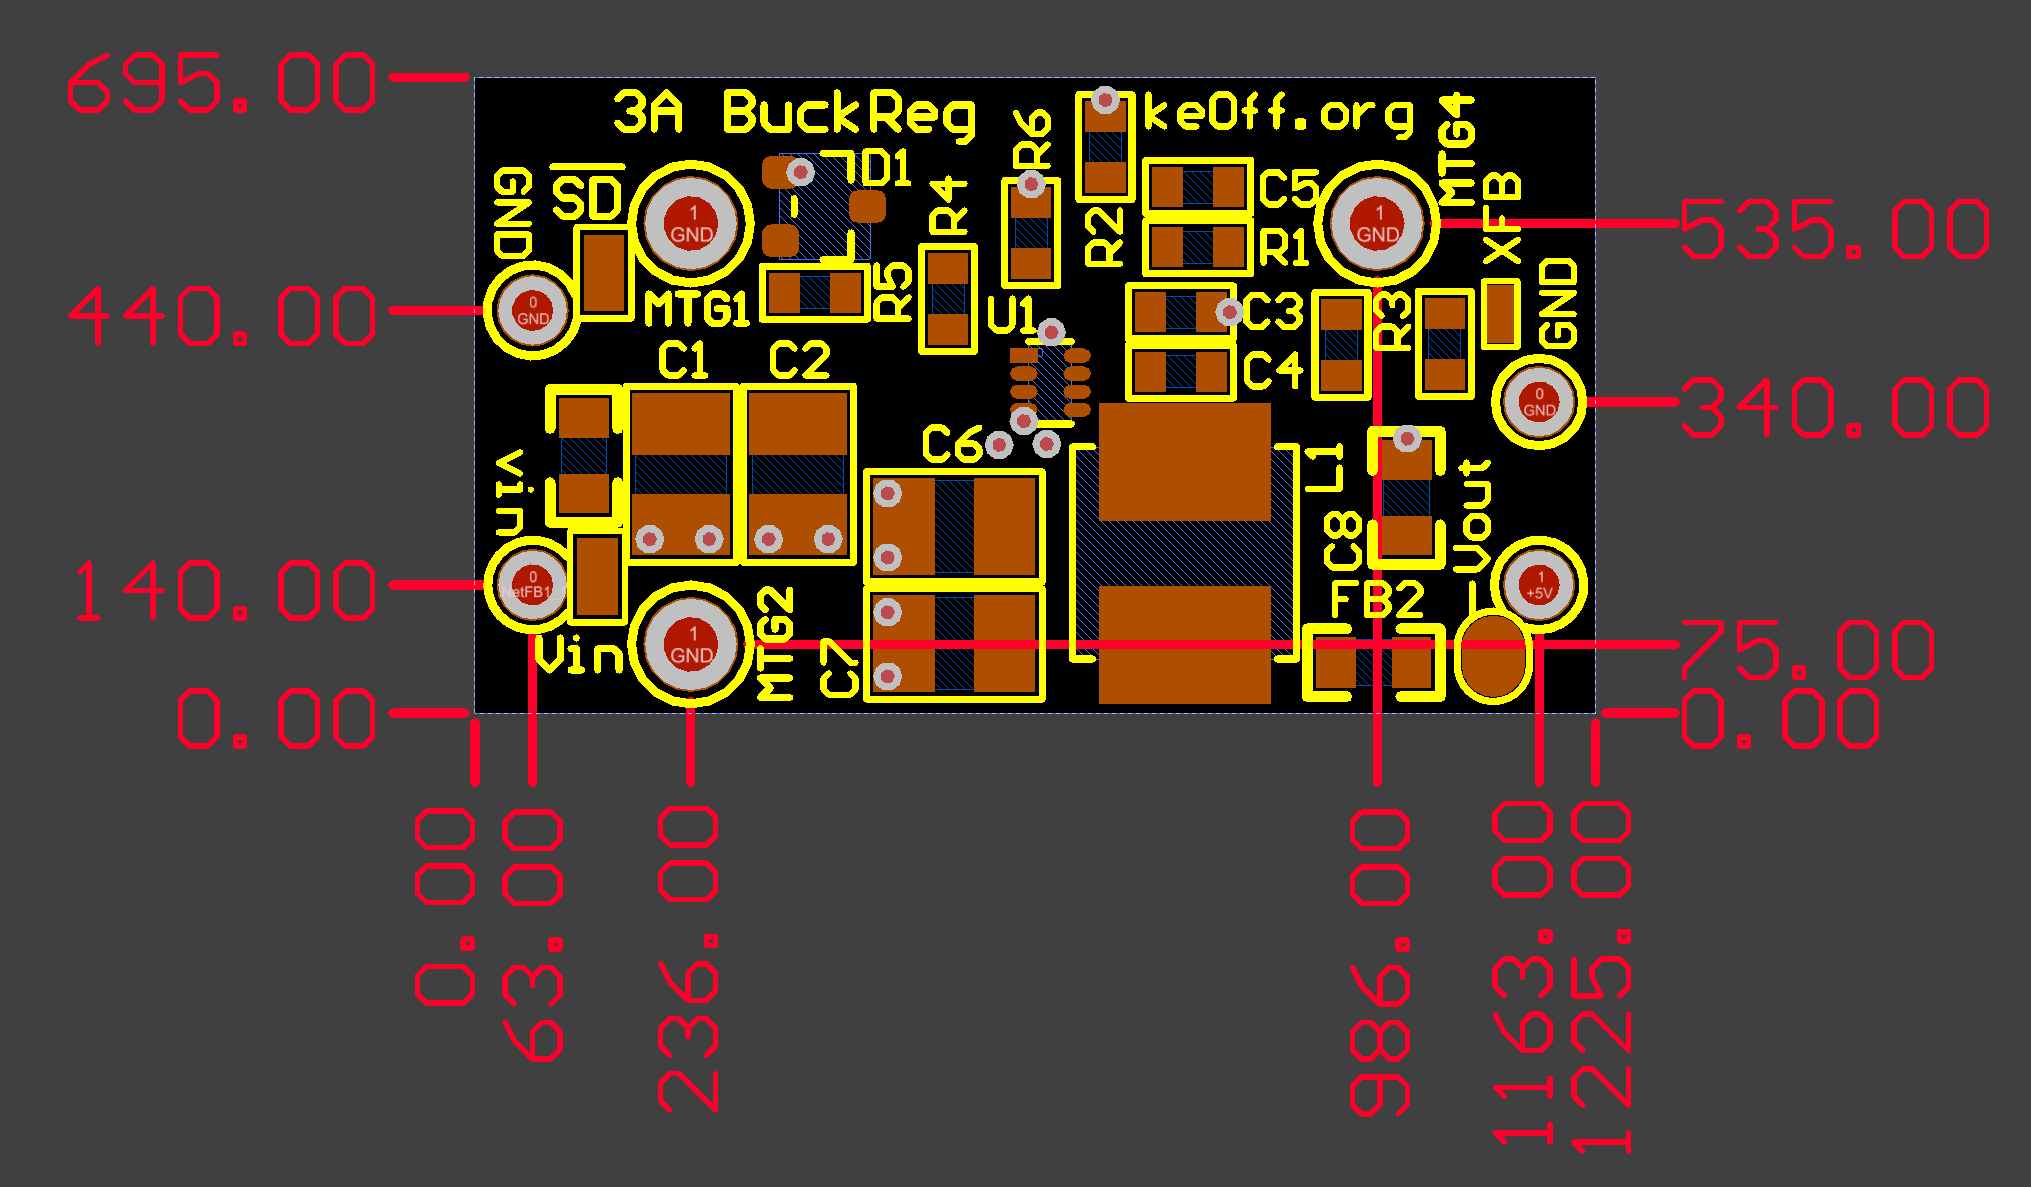 695.00
3A BuckReg
keOff.org
MTG4
R6
D1
GND
SD
R4
R2
C5
R1
XFB
1
GND
1
GND
535.00
440.00
0
GND
MTG1
R5
U1
C3
R3
GND
C1
C2
C4
0
GND
340.00
C6
L1
Vin
C8
Vout
140.00
0
NetFB1
FB2
1
+5V
Vin
1
GND
MTG2
C7
75.00
0.00
0.00
0.00
63.00
236.00
986.00
1163.00
1225.00